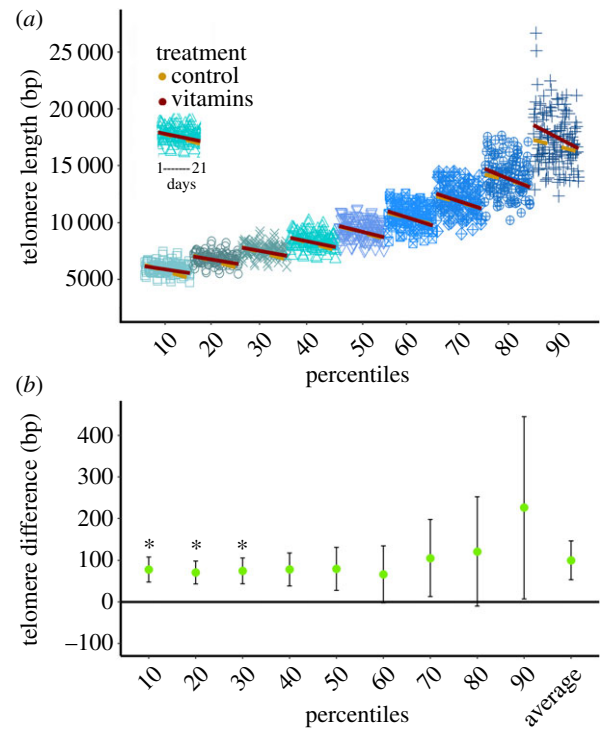 (a)
telomere length (bp)
25 000
20 000
15 000
10 000
5000
treatment
control
vitamins
1-------21
days
10 20 30 40 50 60 70 80 90
percentiles
(b)
telomere difference (bp)
400
300
200
100
0
–100
* * *
10 20 30 40 50 60 70 80 90 average
percentiles